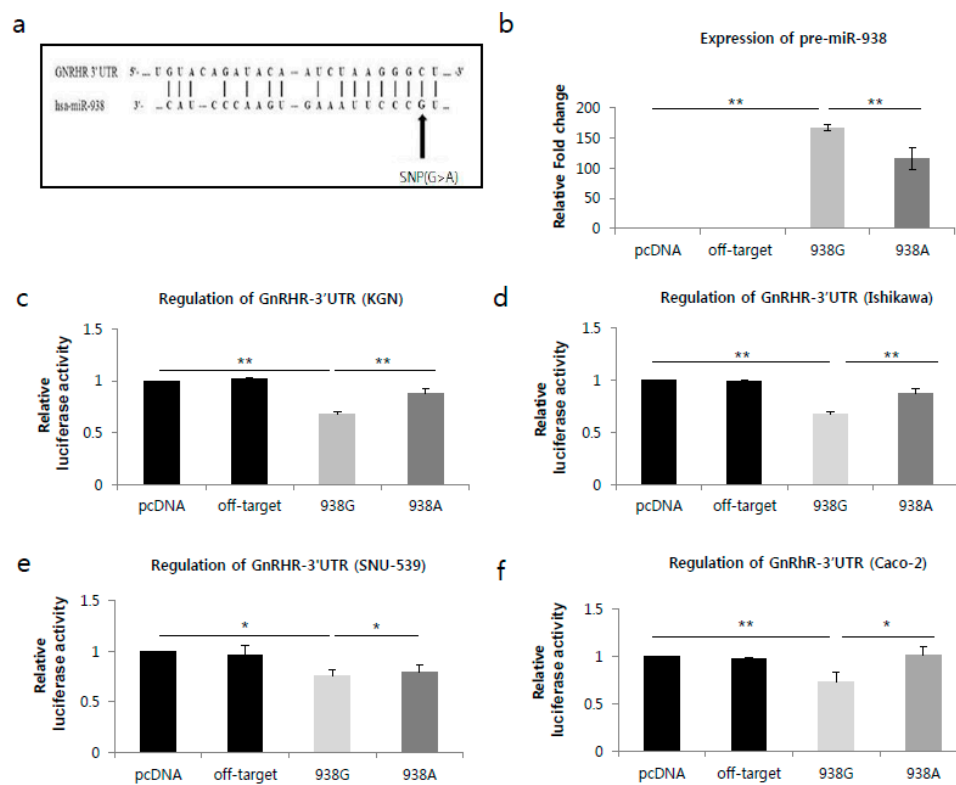 a
GNRHR 3'UTR 5'- ... U G U A C A G A U A C A - A U C U A A G G G C U ... -3'
hsa-miR-938 3'- ... C A U - C C C A A G U - G A A A U U C C C G U ...
SNP(G>A)
b
Expression of pre-miR-938
Relative Fold change
200
150
100
50
0
** **
pcDNA off-target 938G 938A
c
Regulation of GnRHR-3'UTR (KGN)
Relative
luciferase activity
1.5
1
0.5
0
** **
pcDNA off-target 938G 938A
d
Regulation of GnRHR-3'UTR (Ishikawa)
Relative
luciferase activity
1.5
1
0.5
0
** **
pcDNA off-target 938G 938A
e
Regulation of GnRHR-3'UTR (SNU-539)
Relative
luciferase activity
1.5
1
0.5
0
* *
pcDNA off-target 938G 938A
f
Regulation of GnRhR-3'UTR (Caco-2)
Relative
luciferase activity
1.5
1
0.5
0
** *
pcDNA off-target 938G 938A